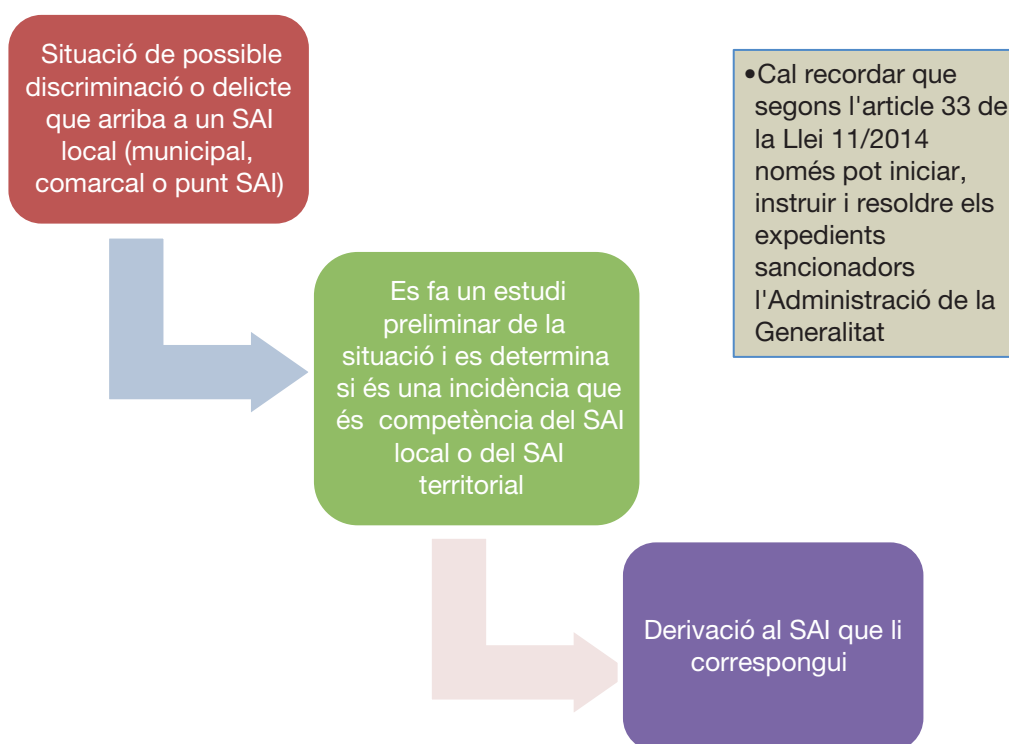 Situació de possible
discriminació o delicte
que arriba a un SAI
local (municipal,
comarcal o punt SAI)
•Cal recordar que
segons l'article 33 de
la Llei 11/2014
només pot iniciar,
instruir i resoldre els
expedients
sancionadors
l'Administració de la
Generalitat
Es fa un estudi
preliminar de la
situació i es determina
si és una incidència que
és competència del SAI
local o del SAI
territorial
Derivació al SAI que li
correspongui